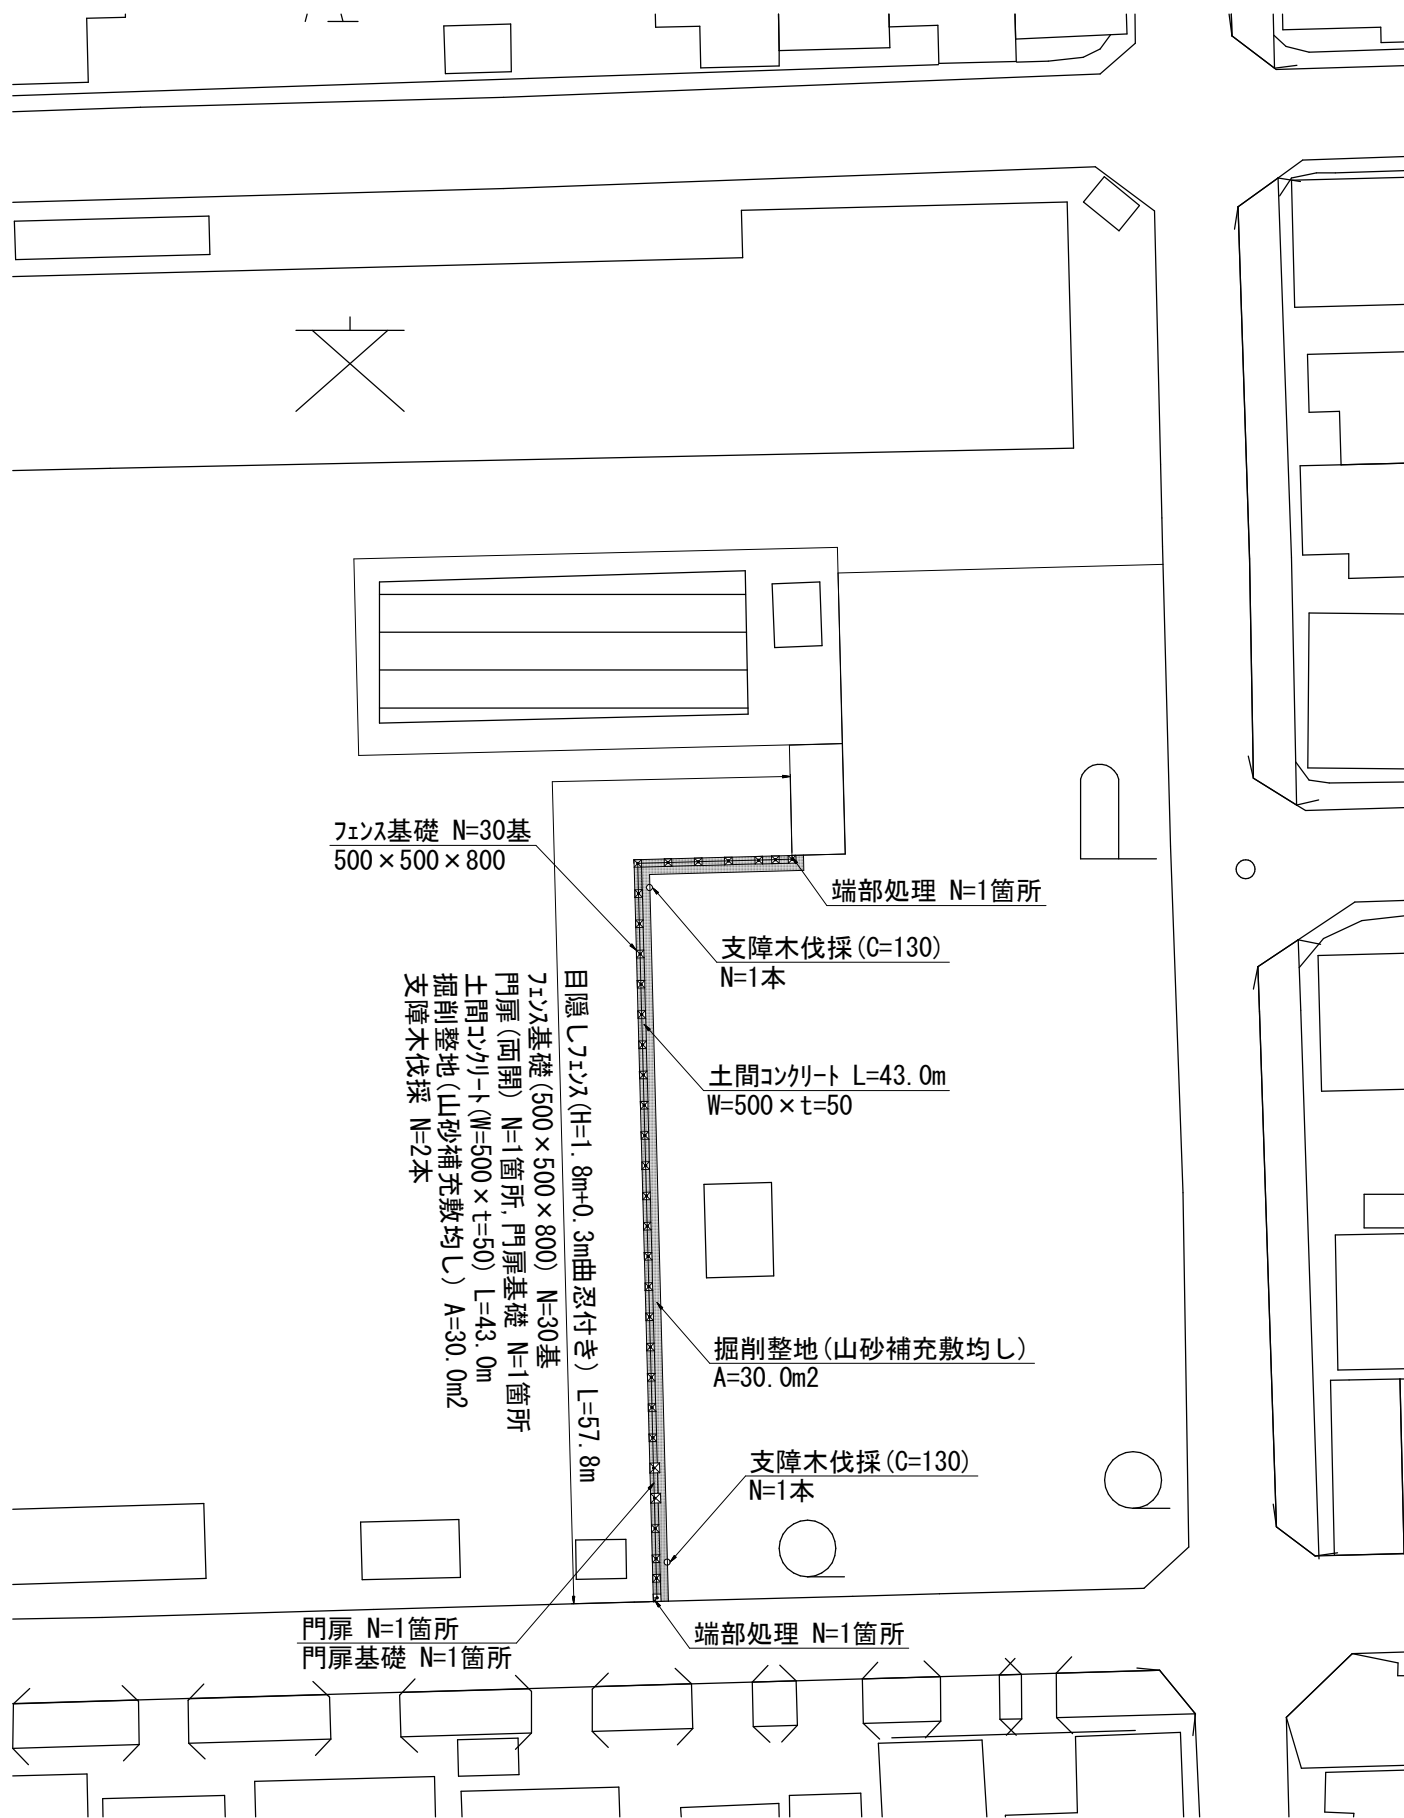 フェンス基礎 N=30基
500×500×800
端部処理 N=1箇所
支障木伐採(C=130)
N=1本
土間コンクリート L=43.0m
W=500×t=50
目隠しフェンス(H=1.8m+0.3m曲忍付き) L=57.8m
フェンス基礎(500×500×800) N=30基
門扉(両開) N=1箇所,門扉基礎 N=1箇所
土間コンクリート(W=500×t=50) L=43.0m
掘削整地(山砂補充敷均し) A=30.0m2
支障木伐採 N=2本
掘削整地(山砂補充敷均し)
A=30.0m2
支障木伐採(C=130)
N=1本
門扉 N=1箇所
門扉基礎 N=1箇所
端部処理 N=1箇所